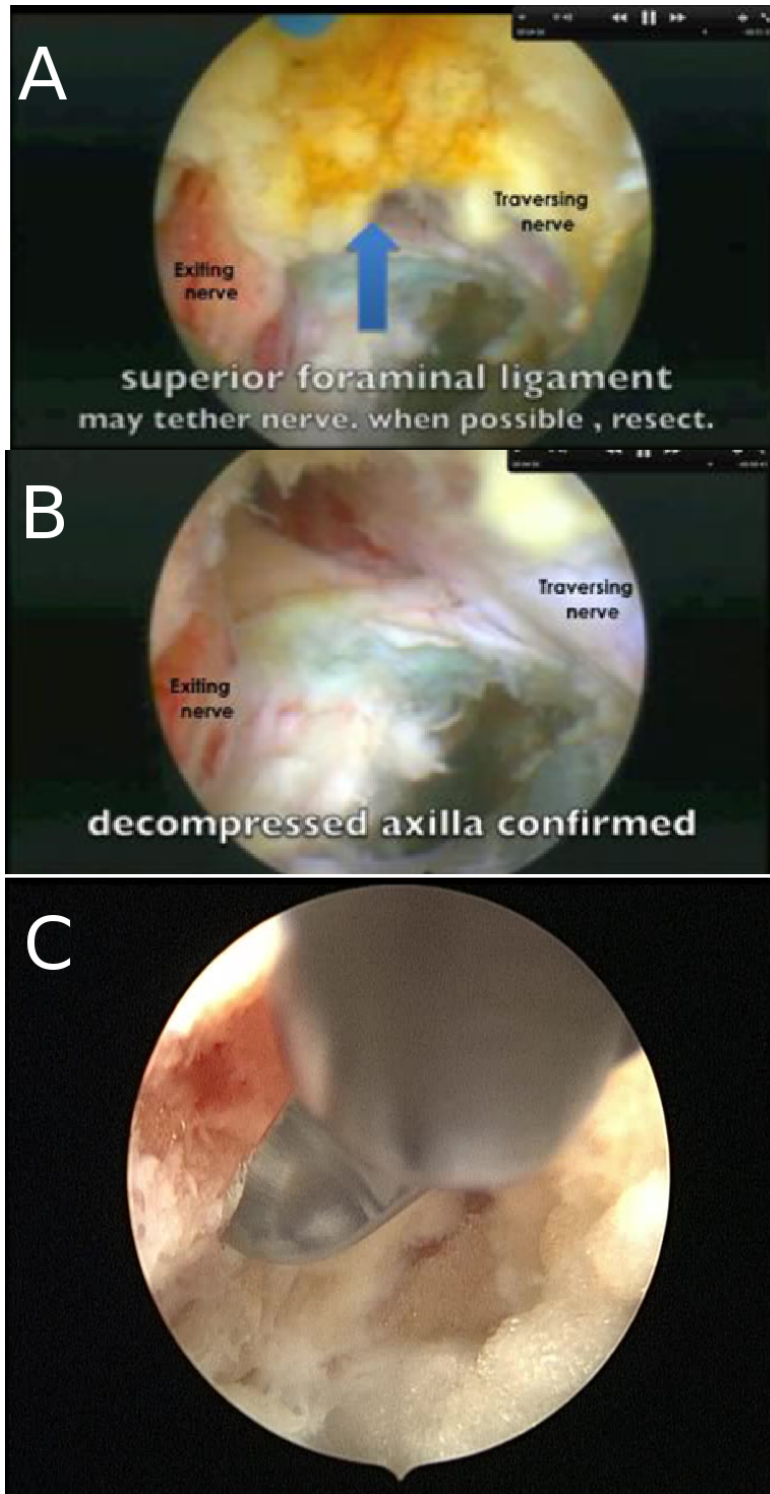 A
Traversing
nerve
Exiting
nerve
superior foraminal ligament
may tether nerve. when possible , resect.
B
Traversing
nerve
Exiting
nerve
decompressed axilla confirmed
C